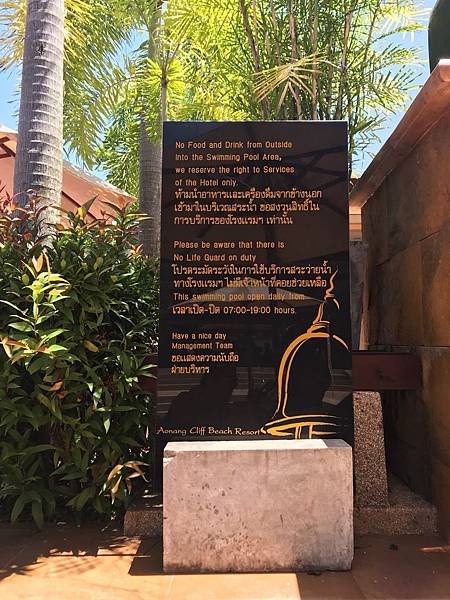 No Food and Drink from Outside
Into the Swimming Pool Area,
we reserve the right to Services
of the Hotel only.
ห้ามนำอาหารและเครื่องดื่มจากข้างนอก
เข้ามาในบริเวณสระน้ำ ขอสงวนสิทธิ์ใน
การบริการของโรงแรมฯ เท่านั้น
Please be aware that there is
No Life Guard on duty
โปรดระมัดระวังในการใช้บริการสระว่ายน้ำ
ทางโรงแรมฯ ไม่มีเจ้าหน้าที่คอยช่วยเหลือ
This swimming pool open daily from
เวลาเปิด-ปิด 07:00-19:00 hours.
Have a nice day
Management Team
ขอแสดงความนับถือ
ฝ่ายบริหาร
Aonang Cliff Beach Resort